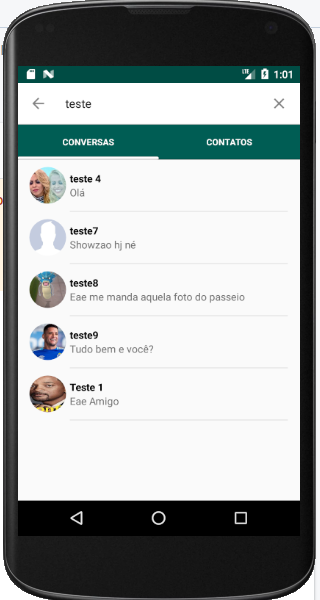 LTE 1:01
teste
CONVERSAS CONTATOS
teste 4
Olá
teste7
Showzao hj né
teste8
Eae me manda aquela foto do passeio
teste9
Tudo bem e você?
Teste 1
Eae Amigo